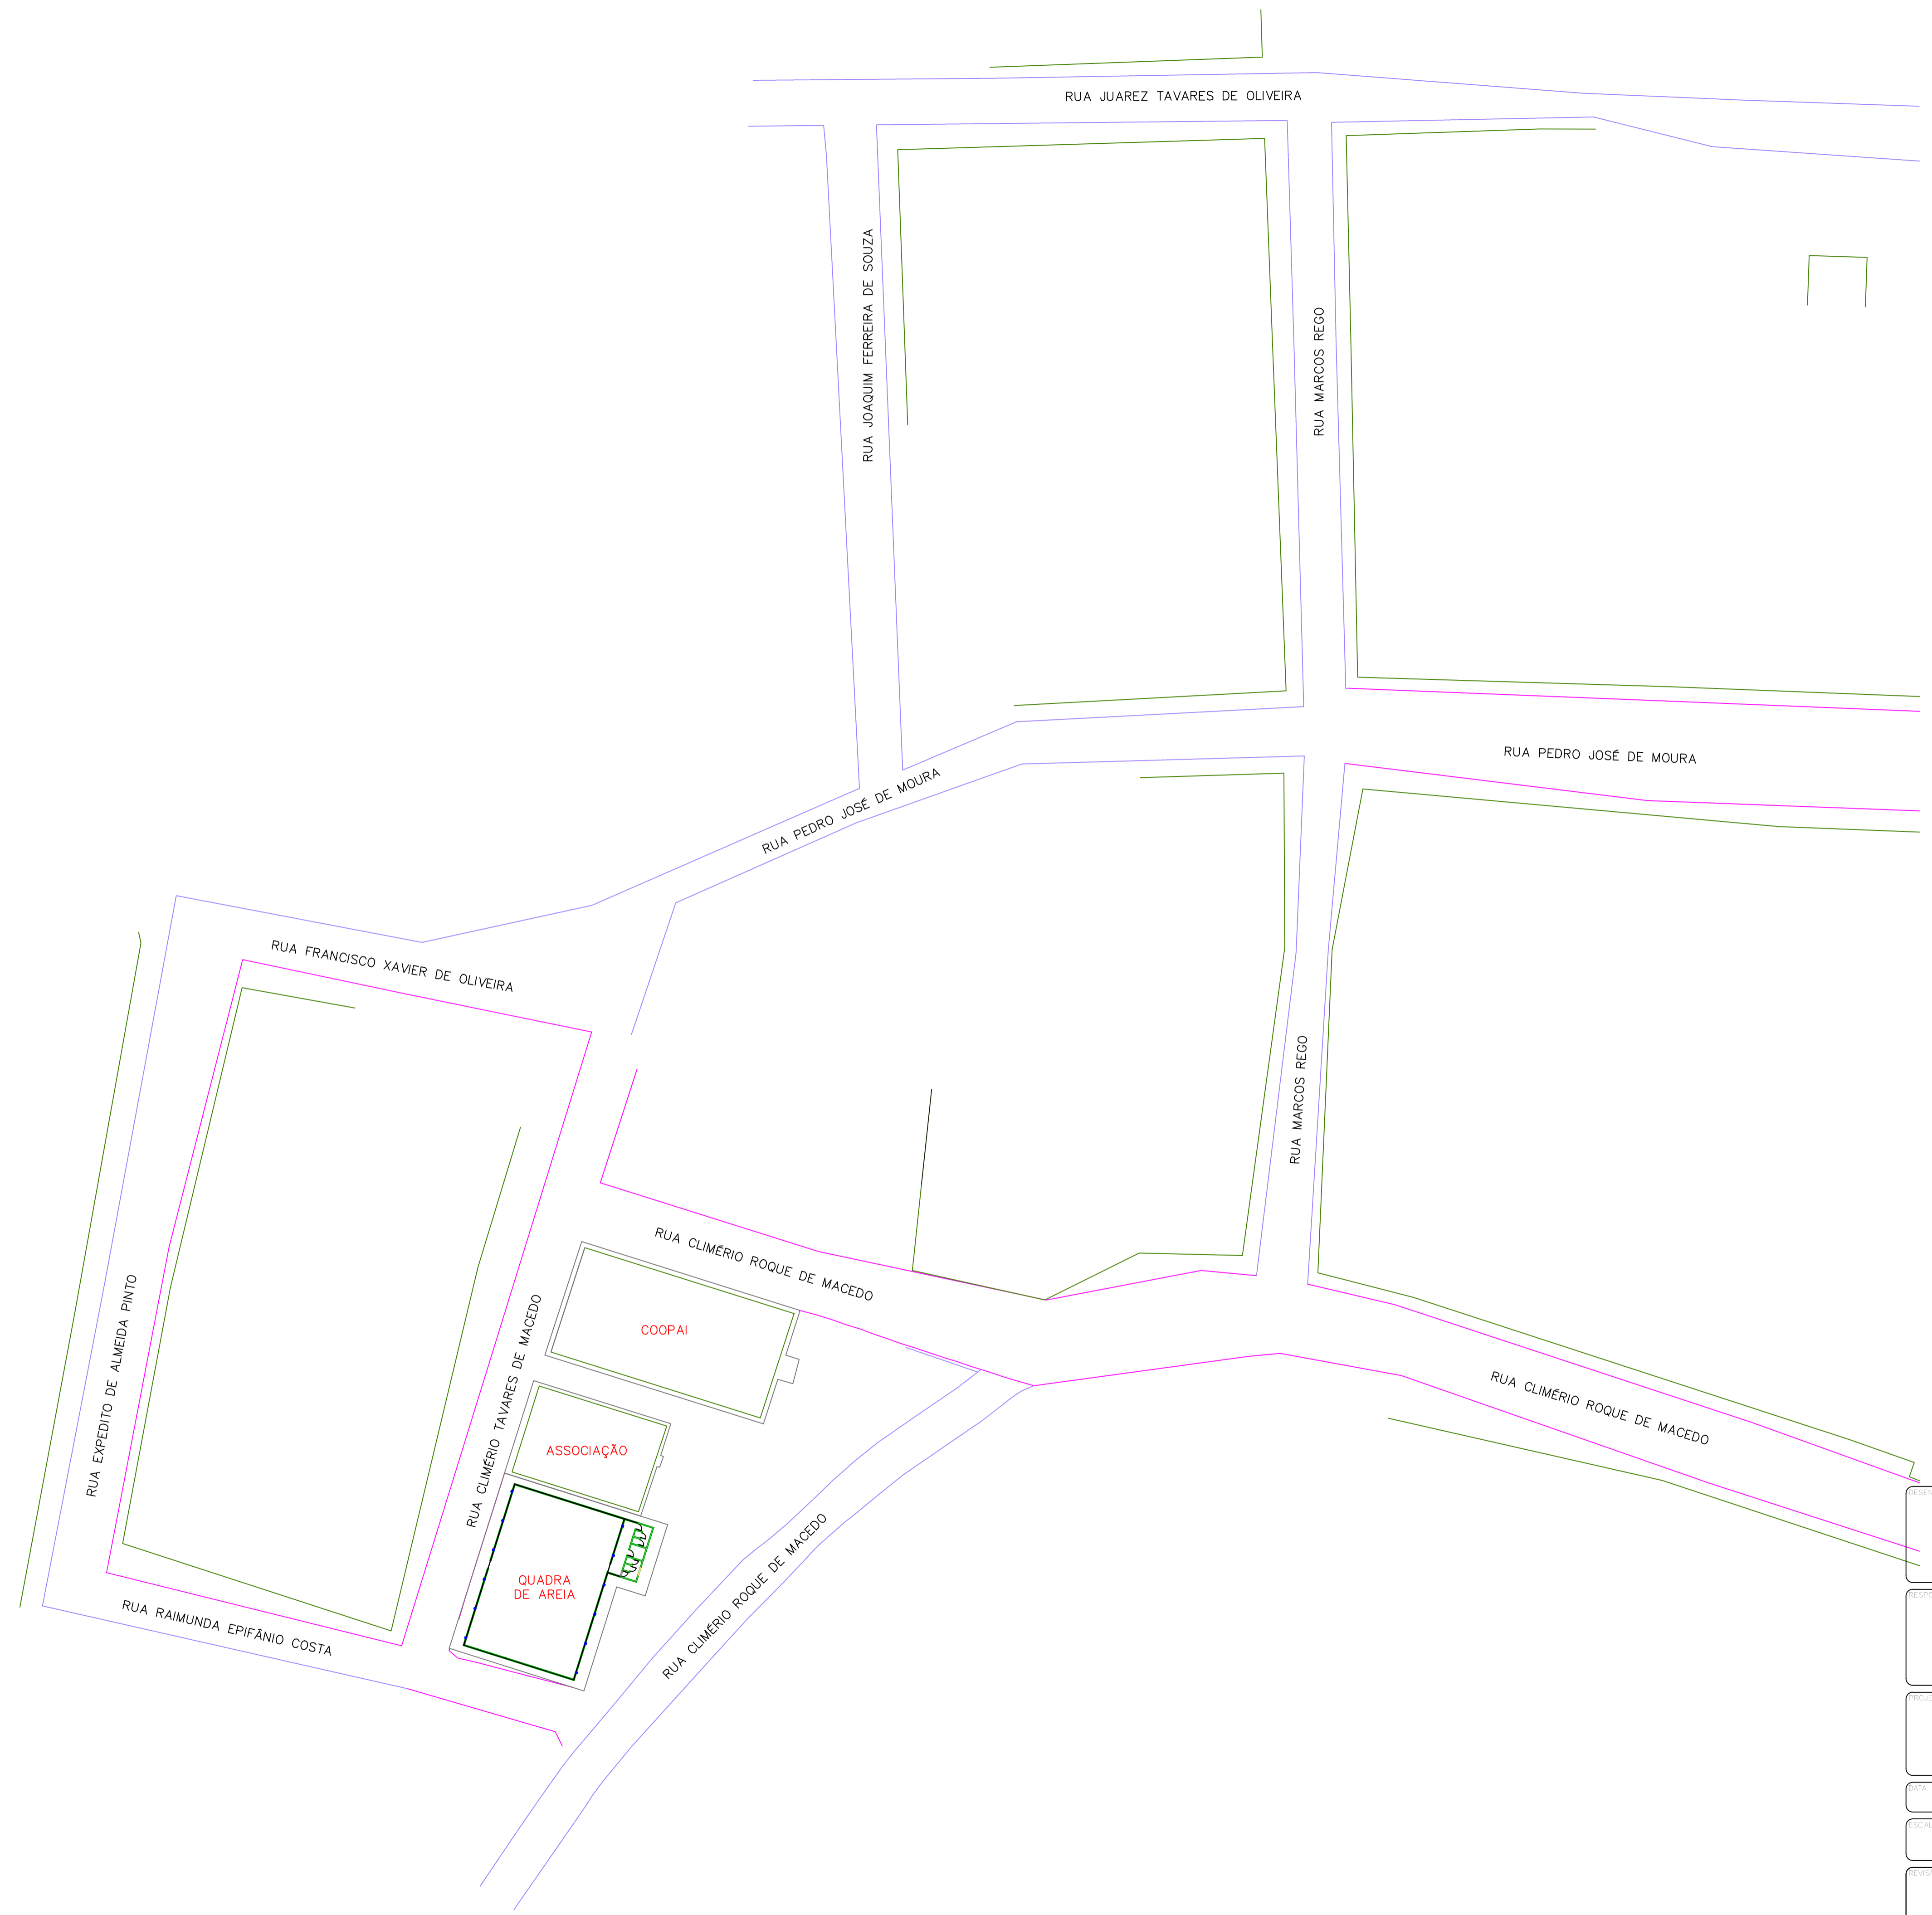 RUA JUAREZ TAVARES DE OLIVEIRA
RUA JOAQUIM FERREIRA DE SOUZA
RUA MARCOS REGO
RUA PEDRO JOSÉ DE MOURA
RUA PEDRO JOSÉ DE MOURA
RUA FRANCISCO XAVIER DE OLIVEIRA
RUA MARCOS REGO
RUA CLIMÉRIO ROQUE DE MACEDO
RUA EXPEDITO DE ALMEIDA PINTO
RUA CLIMÉRIO TAVARES DE MACEDO
COOPAI
RUA CLIMÉRIO ROQUE DE MACEDO
ASSOCIAÇÃO
QUADRA
DE AREIA
RUA CLIMÉRIO ROQUE DE MACEDO
RUA RAIMUNDA EPIFÂNIO COSTA
DATA